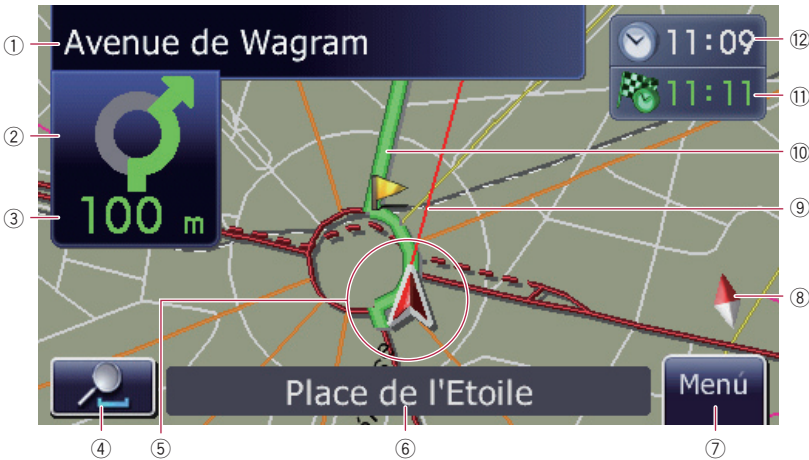 ① Avenue de Wagram
②
③ 100 m
④
⑤
⑥ Place de l'Etoile
⑦ Menú
⑧
⑨
⑩
⑪ 11:11
⑫ 11:09